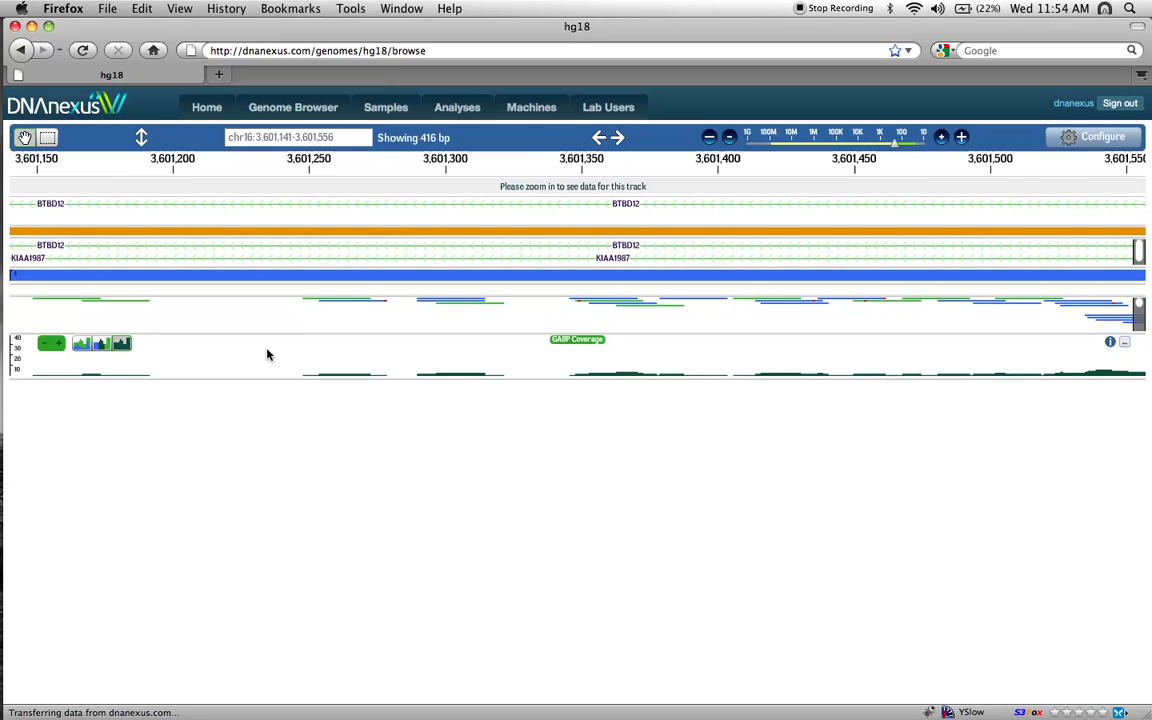 Firefox File Edit View History Bookmarks Tools Window Help Stop Recording (22%) Wed 11:54 AM
hg18
http://dnanexus.com/genomes/hg18/browse Google
hg18
DNAnexus Home Genome Browser Samples Analyses Machines Lab Users dnanexus Sign out
chr16: 3,601,141-3,601,556 Showing 416 bp 1G 100M 10M 1M 100K 10K 1K 100 10 Configure
3,601,150 3,601,200 3,601,250 3,601,300 3,601,350 3,601,400 3,601,450 3,601,500 3,601,550
Please zoom in to see data for this track
BTBD12 BTBD12
BTBD12 BTBD12
KIAA1987 KIAA1987
40 GABP Coverage
30
20
10
Transferring data from dnanexus.com... YSlow S3Fox